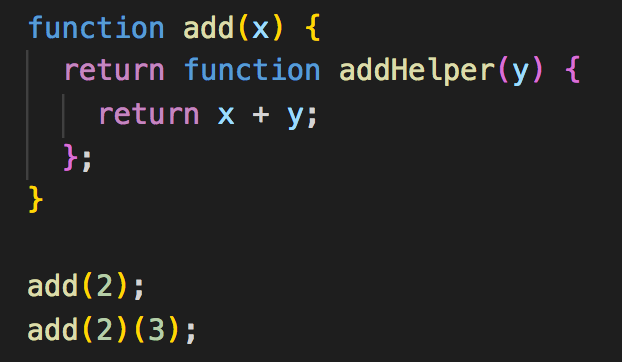 function add(x) {
  return function addHelper(y) {
    return x + y;
  };
}

add(2);
add(2)(3);